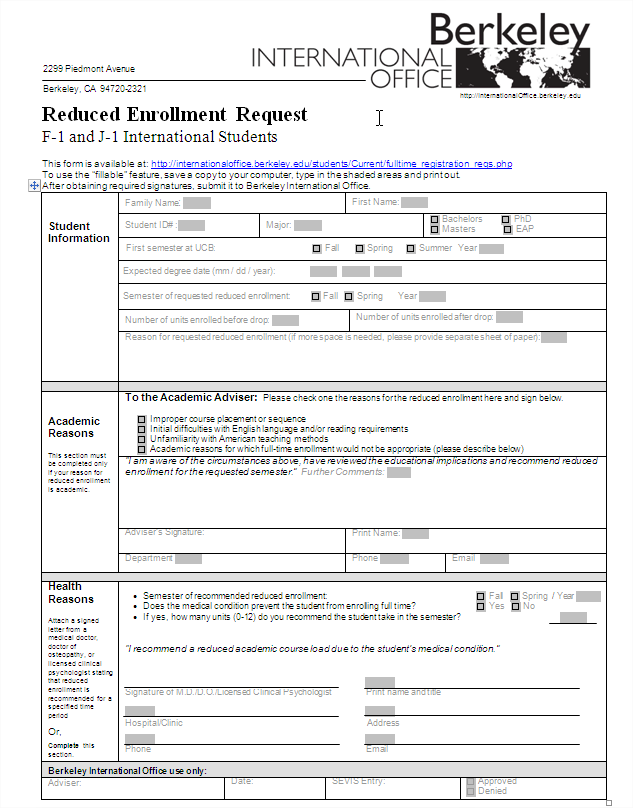 Berkeley
INTERNATIONAL
OFFICE
2299 Piedmont Avenue
Berkeley, CA 94720-2321
http://InternationalOffice.berkeley.edu
Reduced Enrollment Request
F-1 and J-1 International Students
This form is available at: http://internationaloffice.berkeley.edu/students/Current/fulltime_registration_reqs.php
To use the "fillable" feature, save a copy to your computer, type in the shaded areas and print out.
After obtaining required signatures, submit it to Berkeley International Office.
Student
Information
Family Name:
First Name:
Student ID# :
Major:
Bachelors PhD
Masters EAP
First semester at UCB: Fall Spring Summer Year
Expected degree date (mm / dd / year):
Semester of requested reduced enrollment: Fall Spring Year
Number of units enrolled before drop:
Number of units enrolled after drop:
Reason for requested reduced enrollment (if more space is needed, please provide separate sheet of paper):
Academic
Reasons
This section must
be completed only
if your reason for
reduced enrollment
is academic.
To the Academic Adviser: Please check one the reasons for the reduced enrollment here and sign below.
Improper course placement or sequence
Initial difficulties with English language and/or reading requirements
Unfamiliarity with American teaching methods
Academic reasons for which full-time enrollment would not be appropriate (please describe below)
"I am aware of the circumstances above, have reviewed the educational implications and recommend reduced
enrollment for the requested semester." Further Comments:
Adviser's Signature:
Print Name:
Department
Phone
Email
Health
Reasons
Attach a signed
letter from a
medical doctor,
doctor of
osteopathy, or
licensed clinical
psychologist stating
that reduced
enrollment is
recommended for a
specified time
period
Or,
Complete this
section.
• Semester of recommended reduced enrollment: Fall Spring / Year
• Does the medical condition prevent the student from enrolling full time? Yes No
• If yes, how many units (0-12) do you recommend the student take in the semester?
"I recommend a reduced academic course load due to the student's medical condition."
Signature of M.D./D.O./Licensed Clinical Psychologist
Print name and title
Hospital/Clinic
Address
Phone
Email
Berkeley International Office use only:
Adviser:
Date:
SEVIS Entry:
Approved
Denied